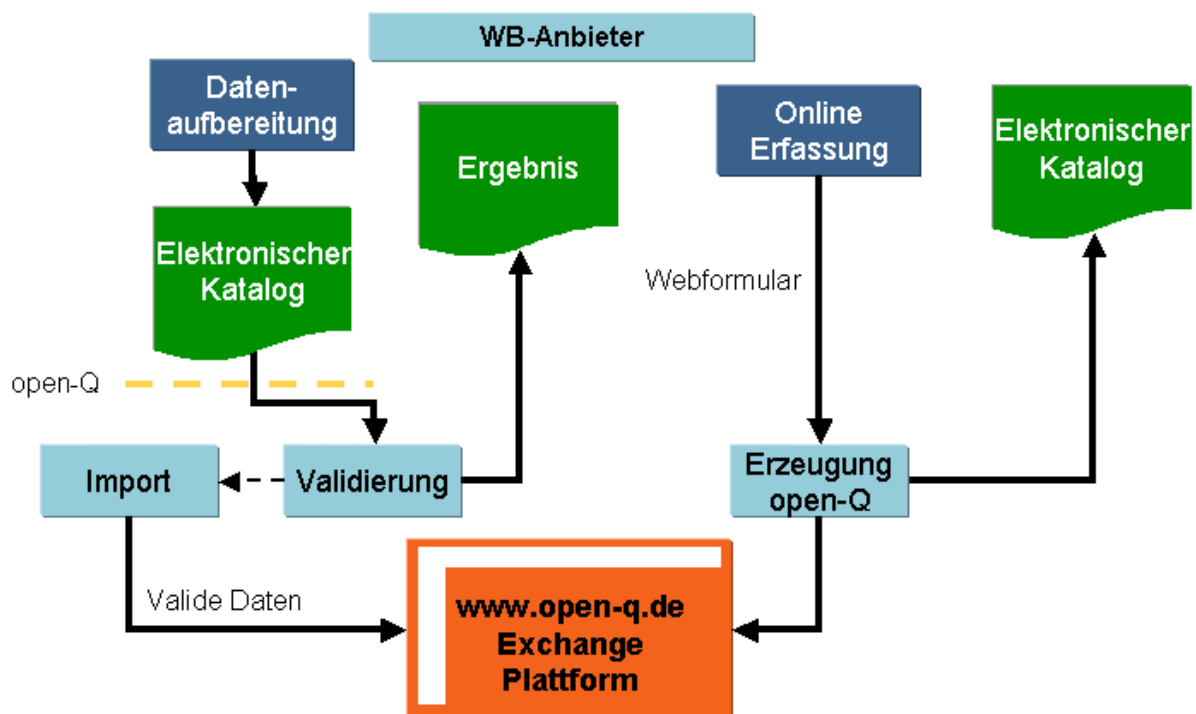 WB-Anbieter
Daten-
aufbereitung
Ergebnis
Online
Erfassung
Elektronischer
Katalog
Elektronischer
Katalog
Webformular
open-Q
Import
Validierung
Erzeugung
open-Q
Valide Daten
www.open-q.de
Exchange
Plattform